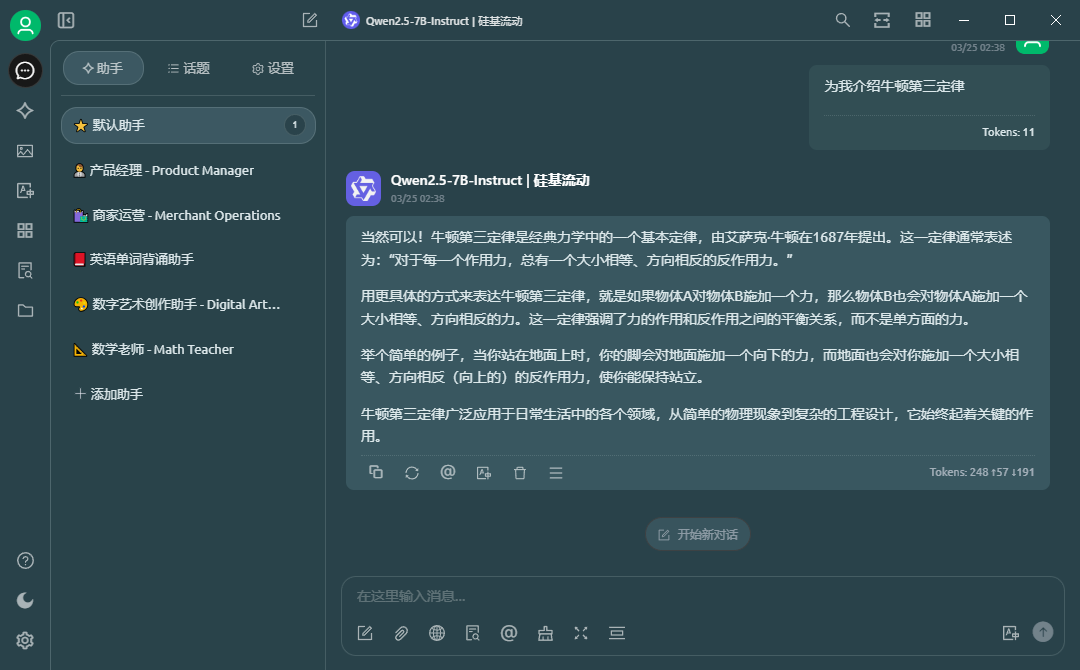 Qwen2.5-7B-Instruct | 硅基流动
助手
话题
设置
默认助手
1
产品经理 - Product Manager
商家运营 - Merchant Operations
英语单词背诵助手
数字艺术创作助手 - Digital Art...
数学老师 - Math Teacher
添加助手
03/25 02:38
为我介绍牛顿第三定律
Tokens: 11
Qwen2.5-7B-Instruct | 硅基流动
03/25 02:38
当然可以！牛顿第三定律是经典力学中的一个基本定律，由艾萨克·牛顿在1687年提出。这一定律通常表述
为：“对于每一个作用力，总有一个大小相等、方向相反的反作用力。”
用更具体的方式来表达牛顿第三定律，就是如果物体A对物体B施加一个力，那么物体B也会对物体A施加一个
大小相等、方向相反的力。这一定律强调了力的作用和反作用之间的平衡关系，而不是单方面的力。
举个简单的例子，当你站在地面上时，你的脚会对地面施加一个向下的力，而地面也会对你施加一个大小相
等、方向相反（向上的）的反作用力，使你能保持站立。
牛顿第三定律广泛应用于日常生活中的各个领域，从简单的物理现象到复杂的工程设计，它始终起着关键的作
用。
Tokens: 248 ↑57 ↓191
开始新对话
在这里输入消息...